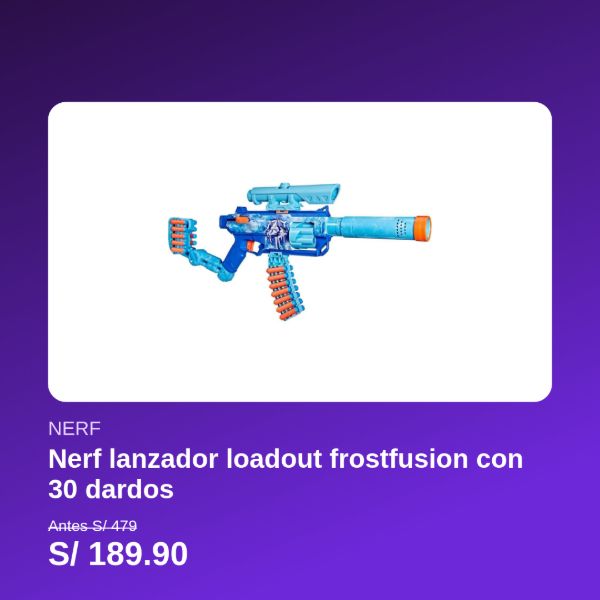 NERF
Nerf lanzador loadout frostfusion con
30 dardos
Antes S/ 479
S/ 189.90